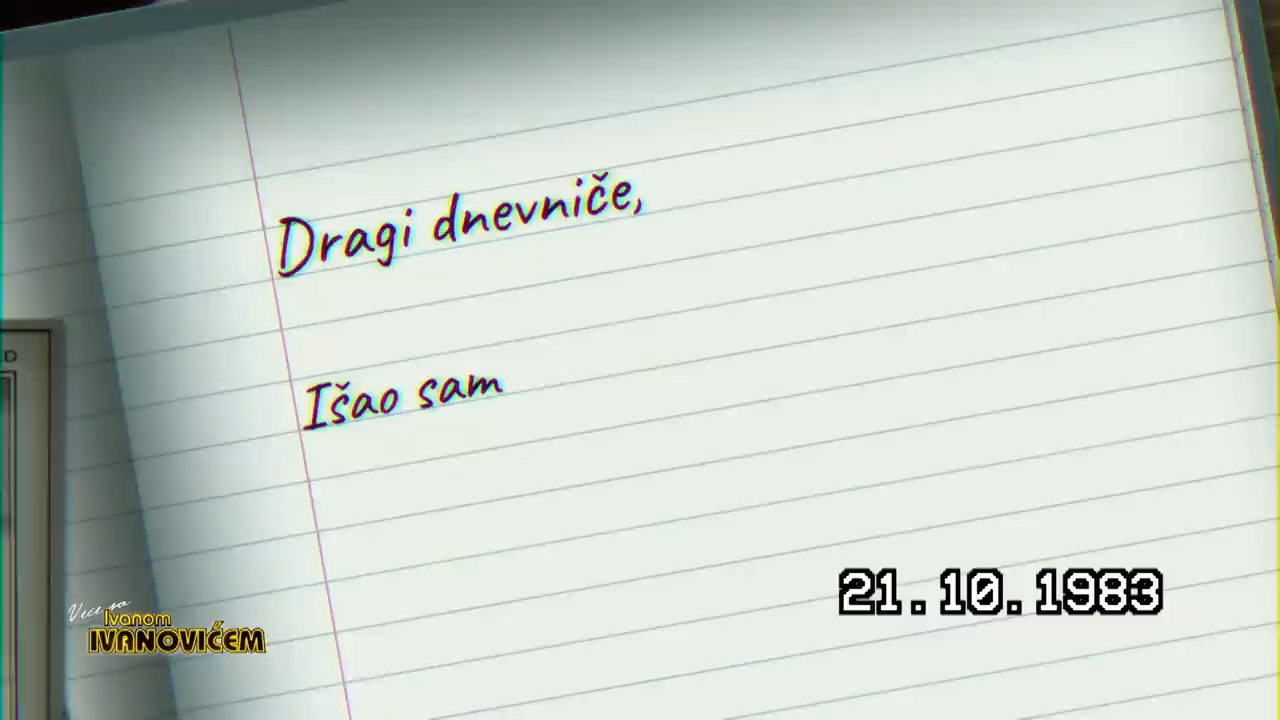 Dragi dnevniče,
Išao sam
D
21.10.1983
Veče sa
Ivanom
IVANOVIĆEM